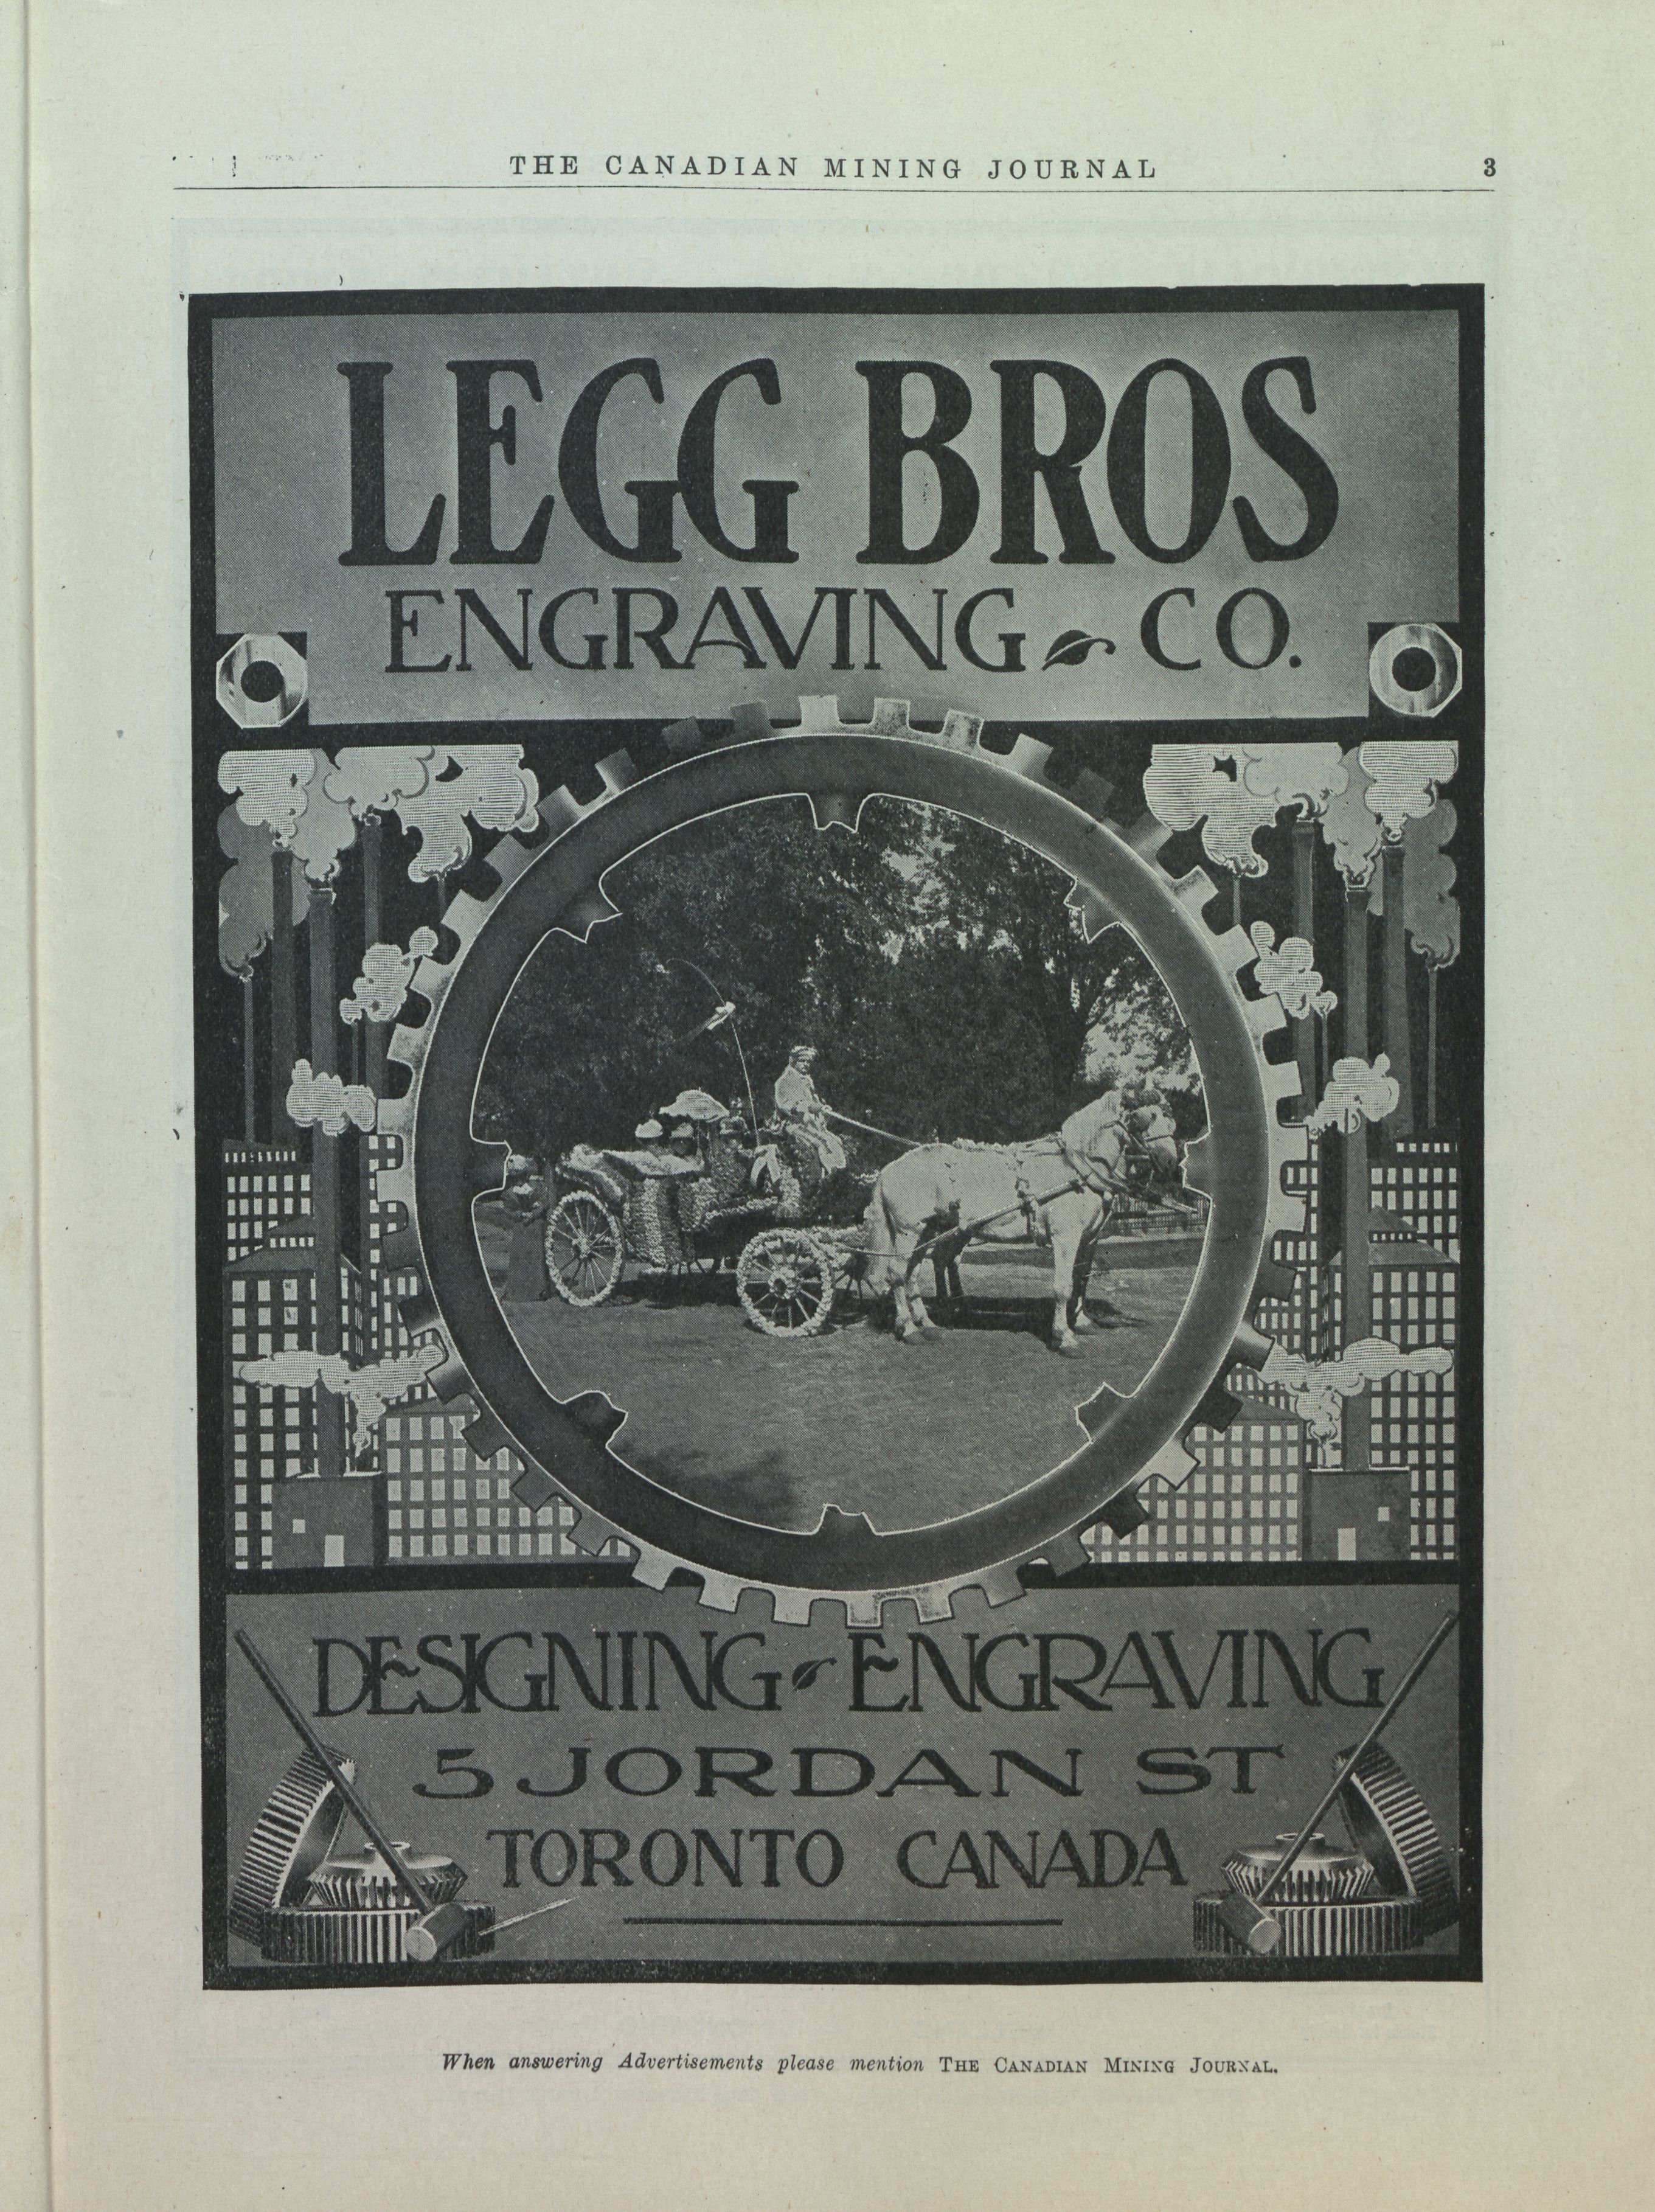 THE CANADIAN MINING JOURNAL 3
LEGG BROS
ENGRAVING CO.
DESIGNING ENGRAVING
5 JORDAN ST
TORONTO CANADA
When answering Advertisements please mention THE CANADIAN MINING JOURNAL.